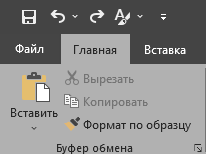 Файл Главная Вставка
Вырезать
Копировать
Вставить
Формат по образцу
Буфер обмена